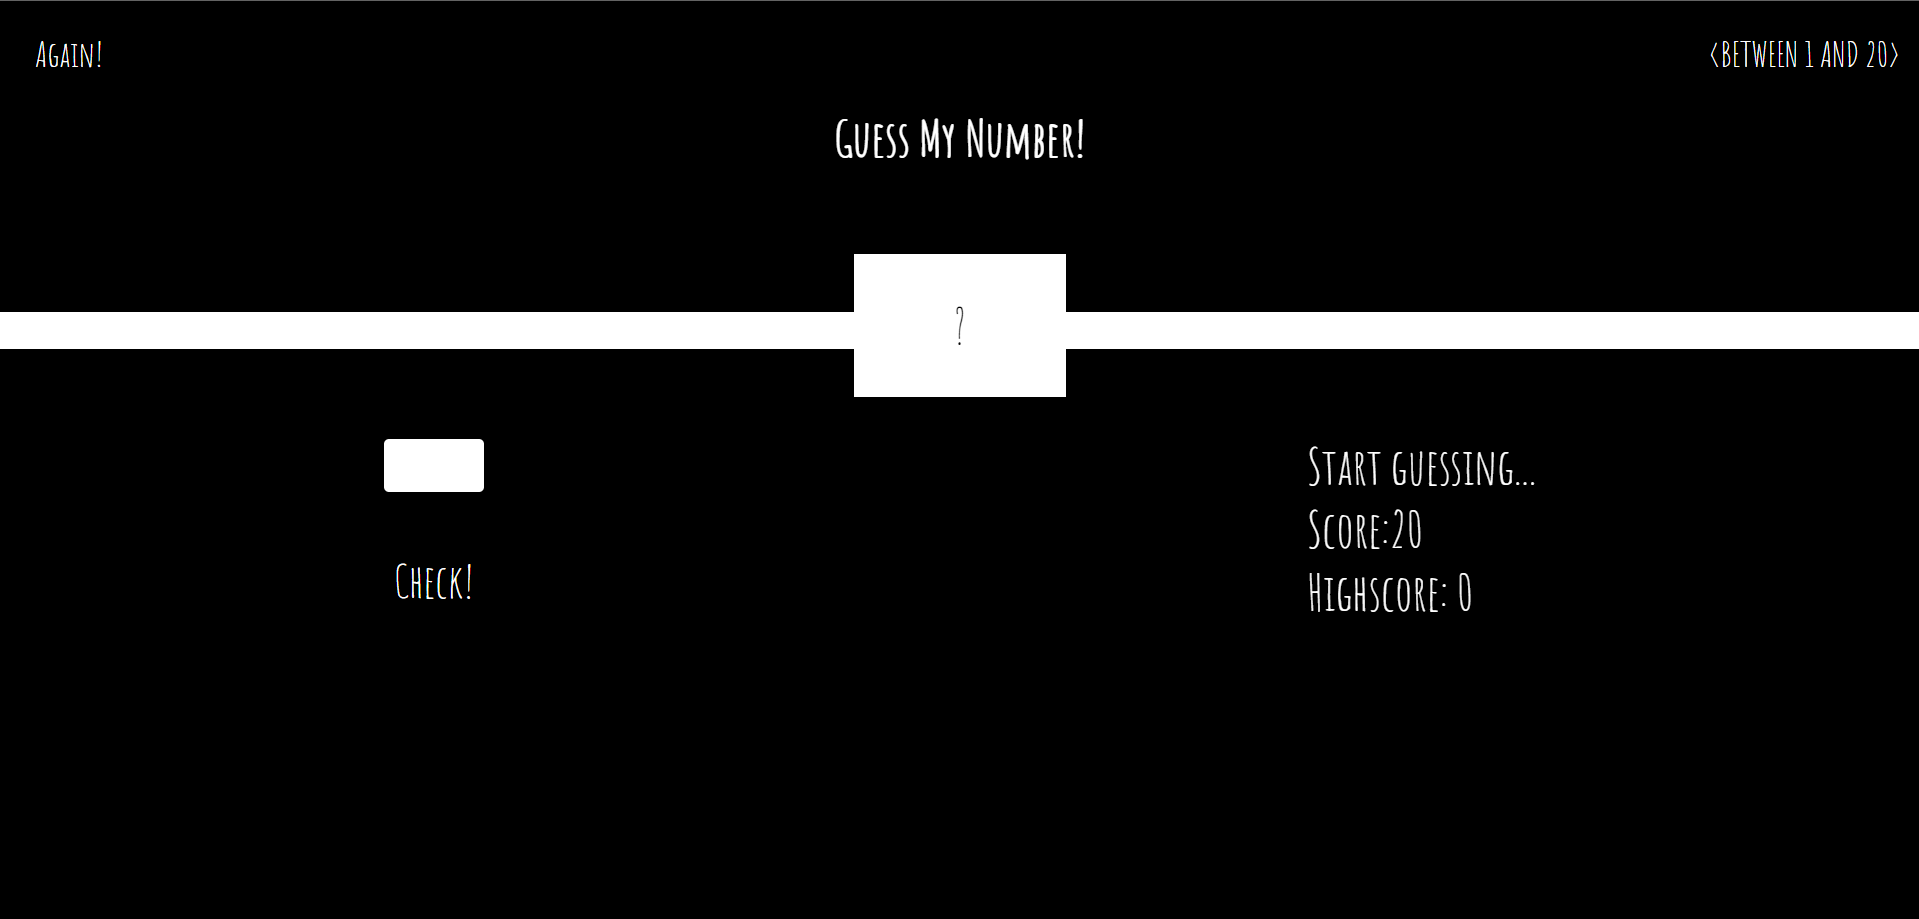 Again!
<BETWEEN 1 AND 20>
Guess My Number!
?
Start guessing...
Score:20
Check!
Highscore: 0